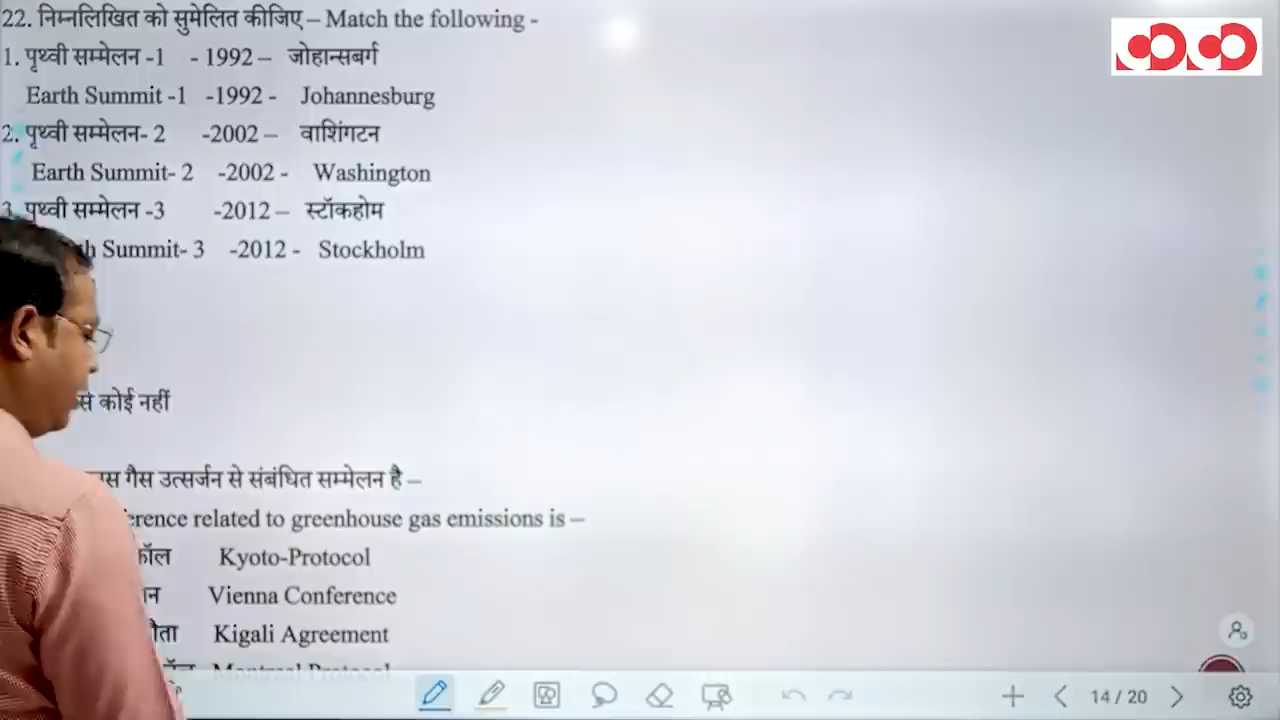 22. निम्नलिखित को सुमेलित कीजिए – Match the following -
1. पृथ्वी सम्मेलन -1 - 1992 – जोहान्सबर्ग
Earth Summit -1 -1992 - Johannesburg
2. पृथ्वी सम्मेलन- 2 -2002 – वाशिंगटन
Earth Summit- 2 -2002 - Washington
3. पृथ्वी सम्मेलन -3 -2012 – स्टॉकहोम
Summit- 3 -2012 - Stockholm
से कोई नहीं
गैस उत्सर्जन से संबंधित सम्मेलन है –
related to greenhouse gas emissions is –
Kyoto-Protocol
Vienna Conference
Kigali Agreement
Montreal Protocol
14 / 20